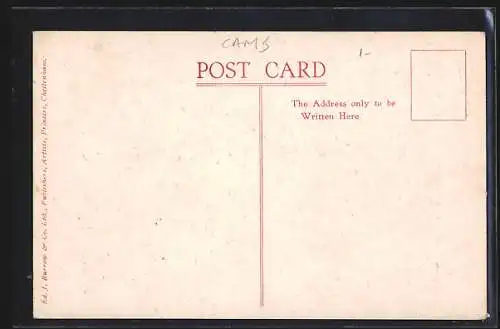 CAMS
1-
POST CARD
The Address only to be
Written Here.
Ed. J. Burrow & Co. Ltd., Publishers, Artists, Printers, Cheltenham.